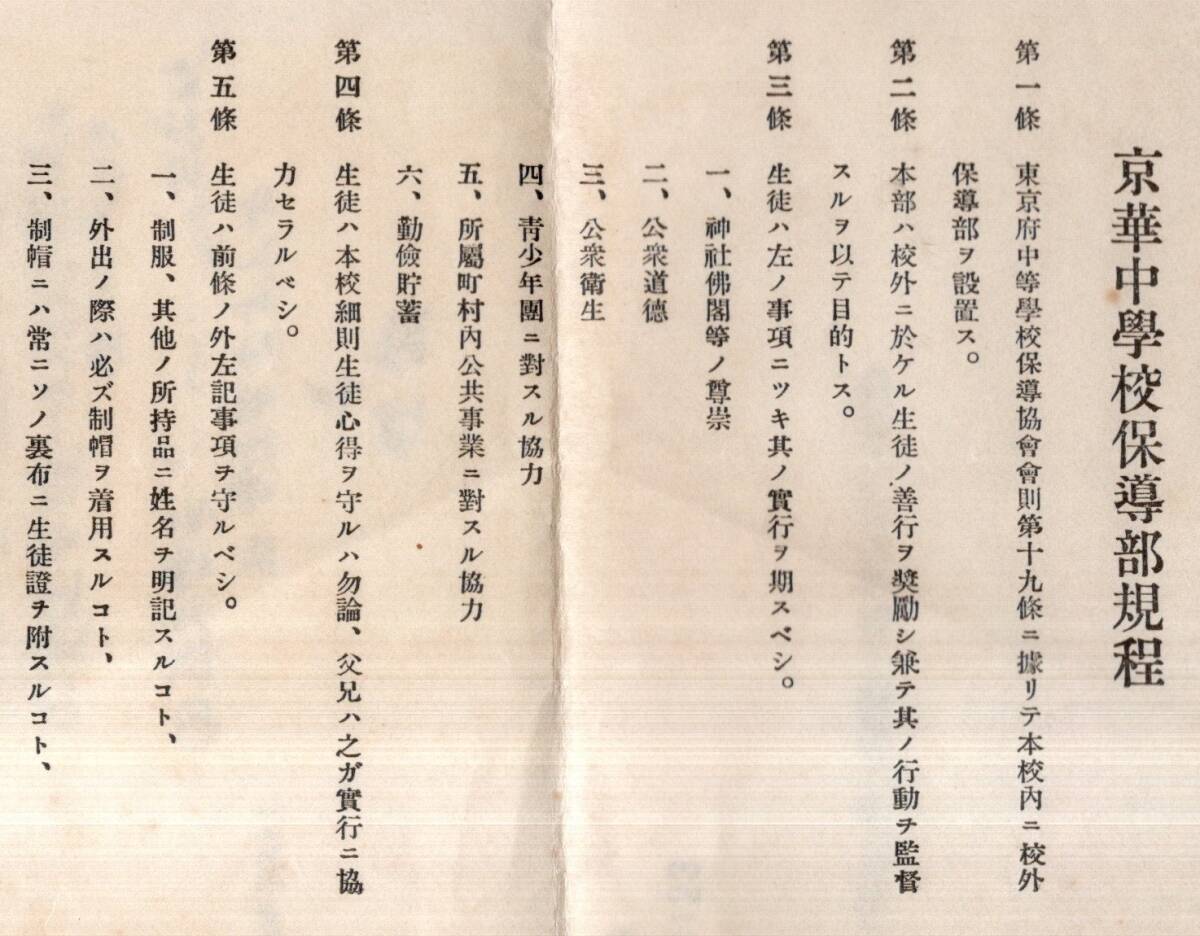 京華中學校保導部規程
第一條 東京府中等學校保導協會會則第十九條ニ據リテ本校內ニ校外
保導部ヲ設置ス。
第二條 本部ハ校外ニ於ケル生徒ノ善行ヲ奬勵シ兼テ其ノ行動ヲ監督
スルヲ以テ目的トス。
第三條 生徒ハ左ノ事項ニツキ其ノ實行ヲ期スベシ。
一、神社佛閣等ノ尊崇
二、公衆道德
三、公衆衛生
四、靑少年團ニ對スル協力
五、所屬町村內公共事業ニ對スル協力
六、勤儉貯蓄
第四條 生徒ハ本校細則生徒心得ヲ守ルハ勿論、父兄ハ之ガ實行ニ協
力セラルベシ。
第五條 生徒ハ前條ノ外左記事項ヲ守ルベシ。
一、制服、其他ノ所持品ニ姓名ヲ明記スルコト、
二、外出ノ際ハ必ズ制帽ヲ着用スルコト、
三、制帽ニハ常ニソノ裏布ニ生徒證ヲ附スルコト、